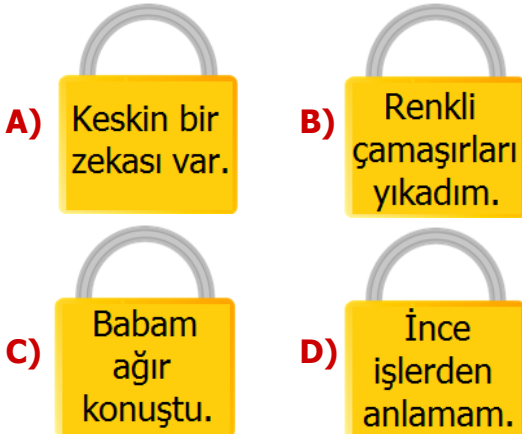 A)
Keskin bir
zekası var.
B)
Renkli
çamaşırları
yıkadım.
C)
Babam
ağır
konuştu.
D)
İnce
işlerden
anlamam.